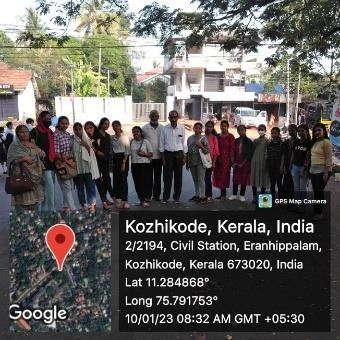 GPS Map Camera
Kozhikode, Kerala, India
2/2194, Civil Station, Eranhippalam,
Kozhikode, Kerala 673020, India
Lat 11.284868°
Long 75.791753°
10/01/23 08:32 AM GMT +05:30
Google